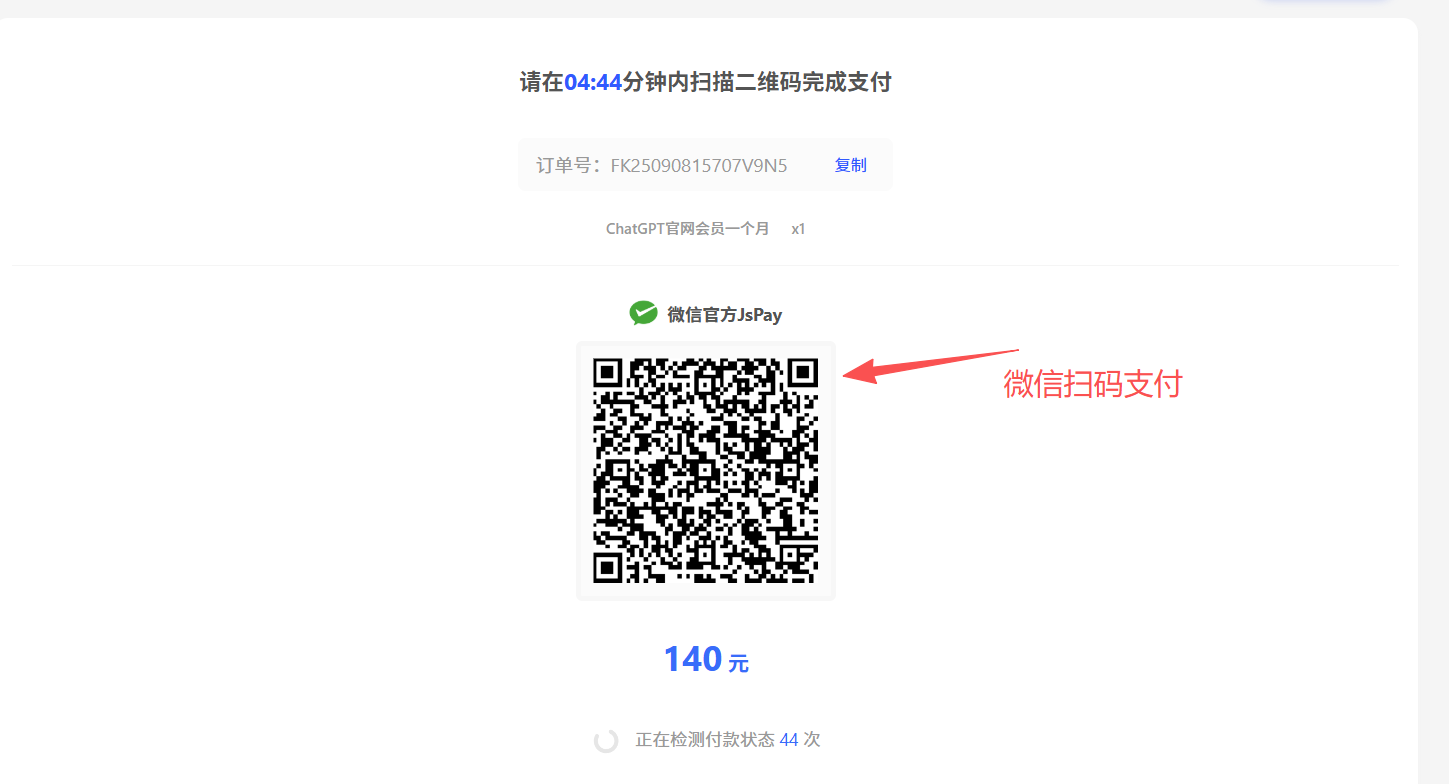 请在04:44分钟内扫描二维码完成支付
订单号：FK25090815707V9N5 复制
ChatGPT官网会员一个月 x1
微信官方JsPay
微信扫码支付
140 元
正在检测付款状态 44 次